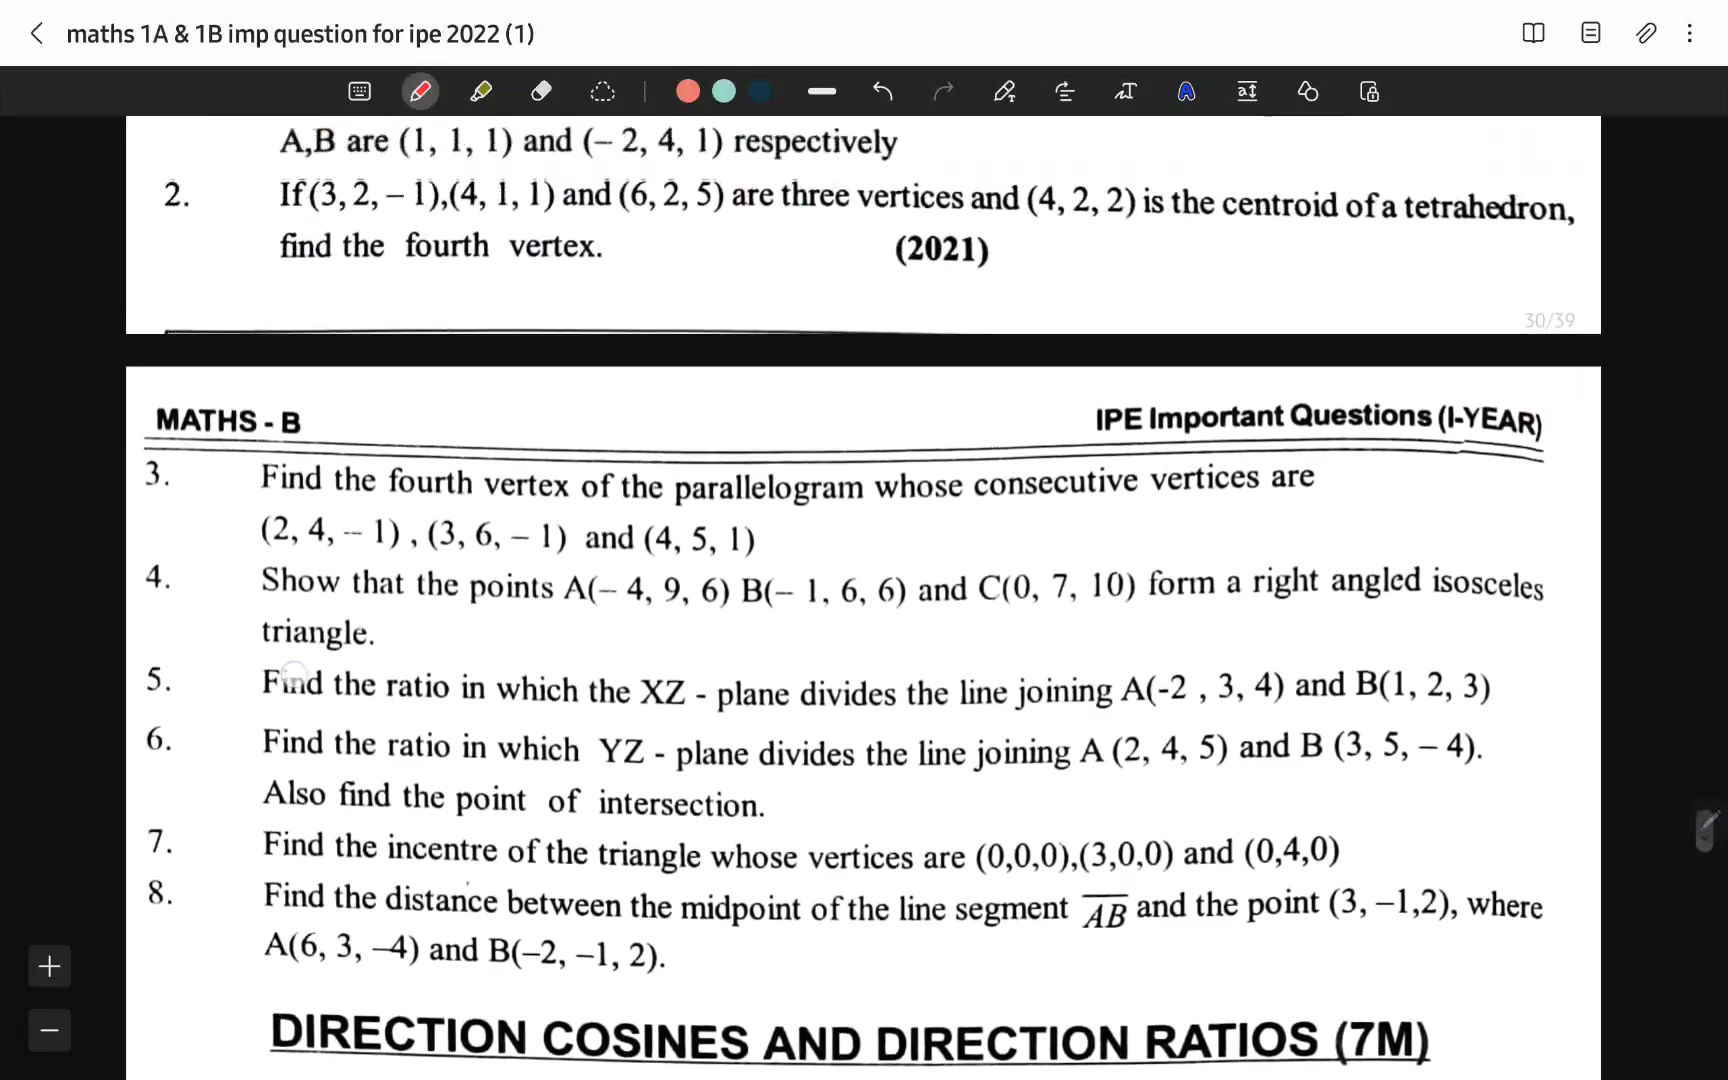 maths 1A & 1B imp question for ipe 2022 (1)
A,B are (1, 1, 1) and (– 2, 4, 1) respectively
2. If (3, 2, – 1),(4, 1, 1) and (6, 2, 5) are three vertices and (4, 2, 2) is the centroid of a tetrahedron,
find the fourth vertex. (2021)
30/39
MATHS - B IPE Important Questions (I-YEAR)
3. Find the fourth vertex of the parallelogram whose consecutive vertices are
(2, 4, – 1) , (3, 6, – 1) and (4, 5, 1)
4. Show that the points A(– 4, 9, 6) B(– 1, 6, 6) and C(0, 7, 10) form a right angled isosceles
triangle.
5. Find the ratio in which the XZ - plane divides the line joining A(-2 , 3, 4) and B(1, 2, 3)
6. Find the ratio in which YZ - plane divides the line joining A (2, 4, 5) and B (3, 5, – 4).
Also find the point of intersection.
7. Find the incentre of the triangle whose vertices are (0,0,0),(3,0,0) and (0,4,0)
8. Find the distance between the midpoint of the line segment A̅B̅ and the point (3, –1,2), where
A(6, 3, –4) and B(–2, –1, 2).
DIRECTION COSINES AND DIRECTION RATIOS (7M)